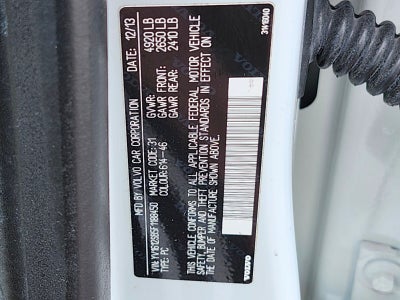 MFD. BY VOLVO CAR CORPORATION DATE: 12/13
MARKET CODE: 31 GVWR: 4920 LB
COLOUR: 614-46 GAWR FRONT: 2650 LB
GAWR REAR: 2410 LB
VIN: TYPE: PC
THIS VEHICLE CONFORMS TO ALL APPLICABLE FEDERAL MOTOR VEHICLE
SAFETY, BUMPER AND THEFT PREVENTION STANDARDS IN EFFECT ON
THE DATE OF MANUFACTURE SHOWN ABOVE.
VOLVO
VOLVO